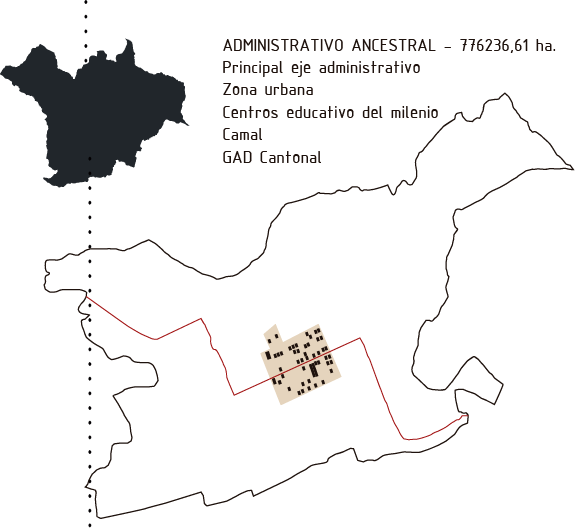 ADMINISTRATIVO ANCESTRAL - 776236,61 ha.
Principal eje administrativo
Zona urbana
Centros educativo del milenio
Camal
GAD Cantonal